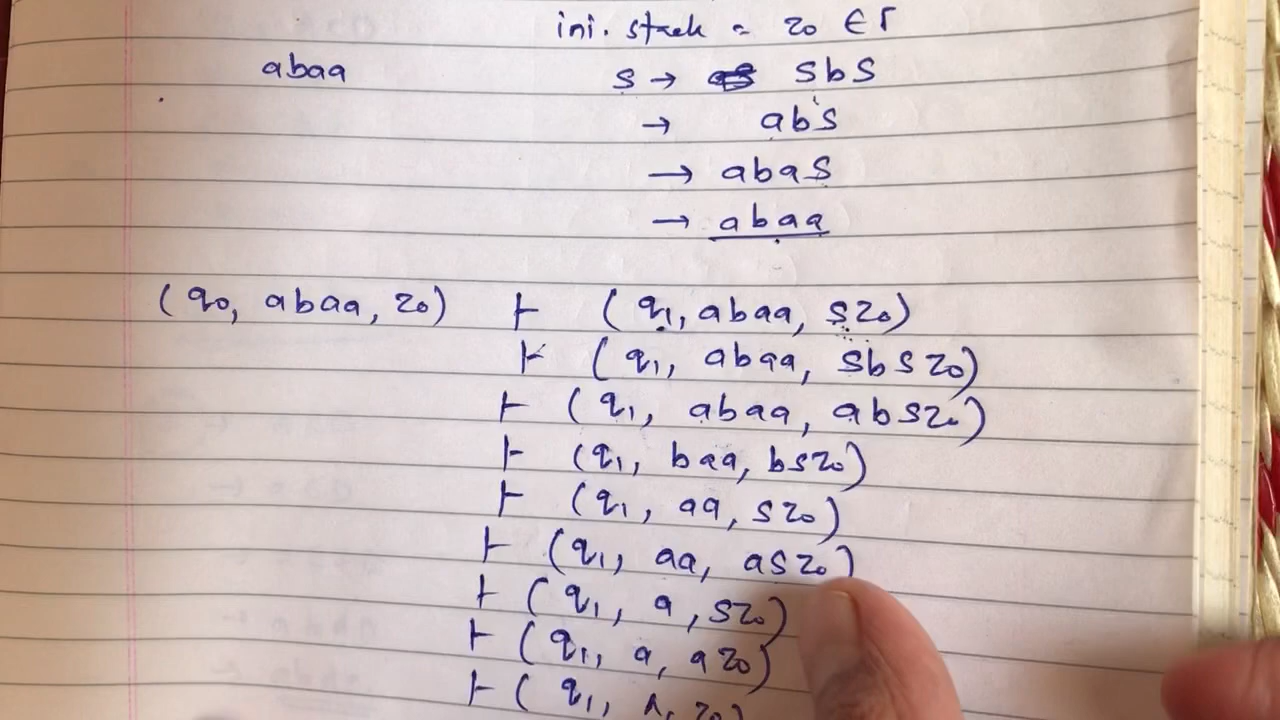 ini. stack = z0 ∈ Γ
abaa S → SbS
→ abS
→ abaS
→ abaa
(q0, abaa, z0) ⊢ (q1, abaa, Sz0)
⊢ (q1, abaa, SbSz0)
⊢ (q1, abaa, abSz0)
⊢ (q1, baa, bSz0)
⊢ (q1, aa, Sz0)
⊢ (q1, aa, aSz0)
⊢ (q1, a, Sz0)
⊢ (q1, a, az0)
⊢ (q1, Λ, z0)